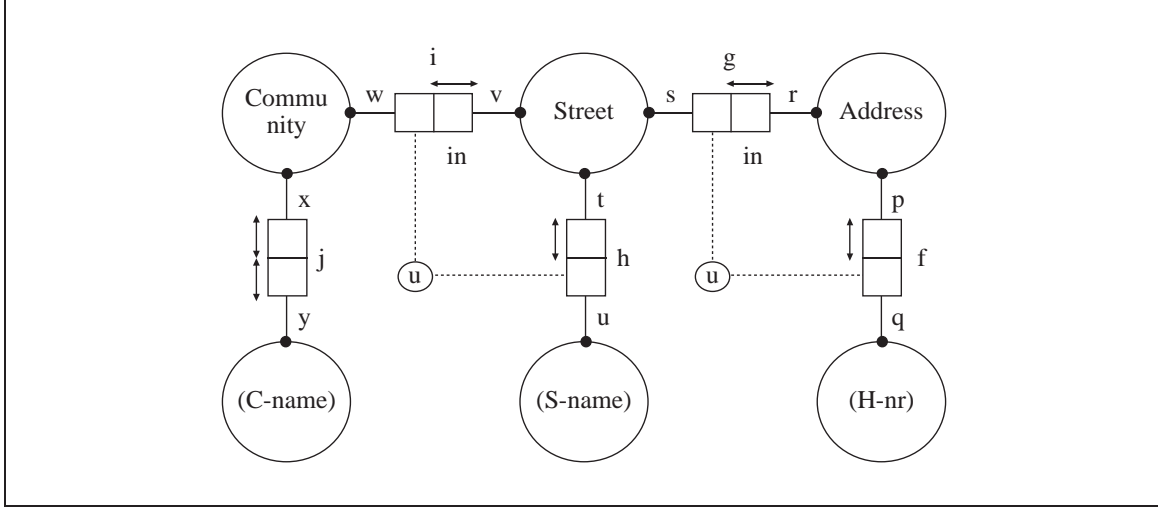 i
g
Commu
nity
w
v
Street
s
r
Address
in
in
x
t
p
j
u
h
u
f
y
u
q
(C-name)
(S-name)
(H-nr)